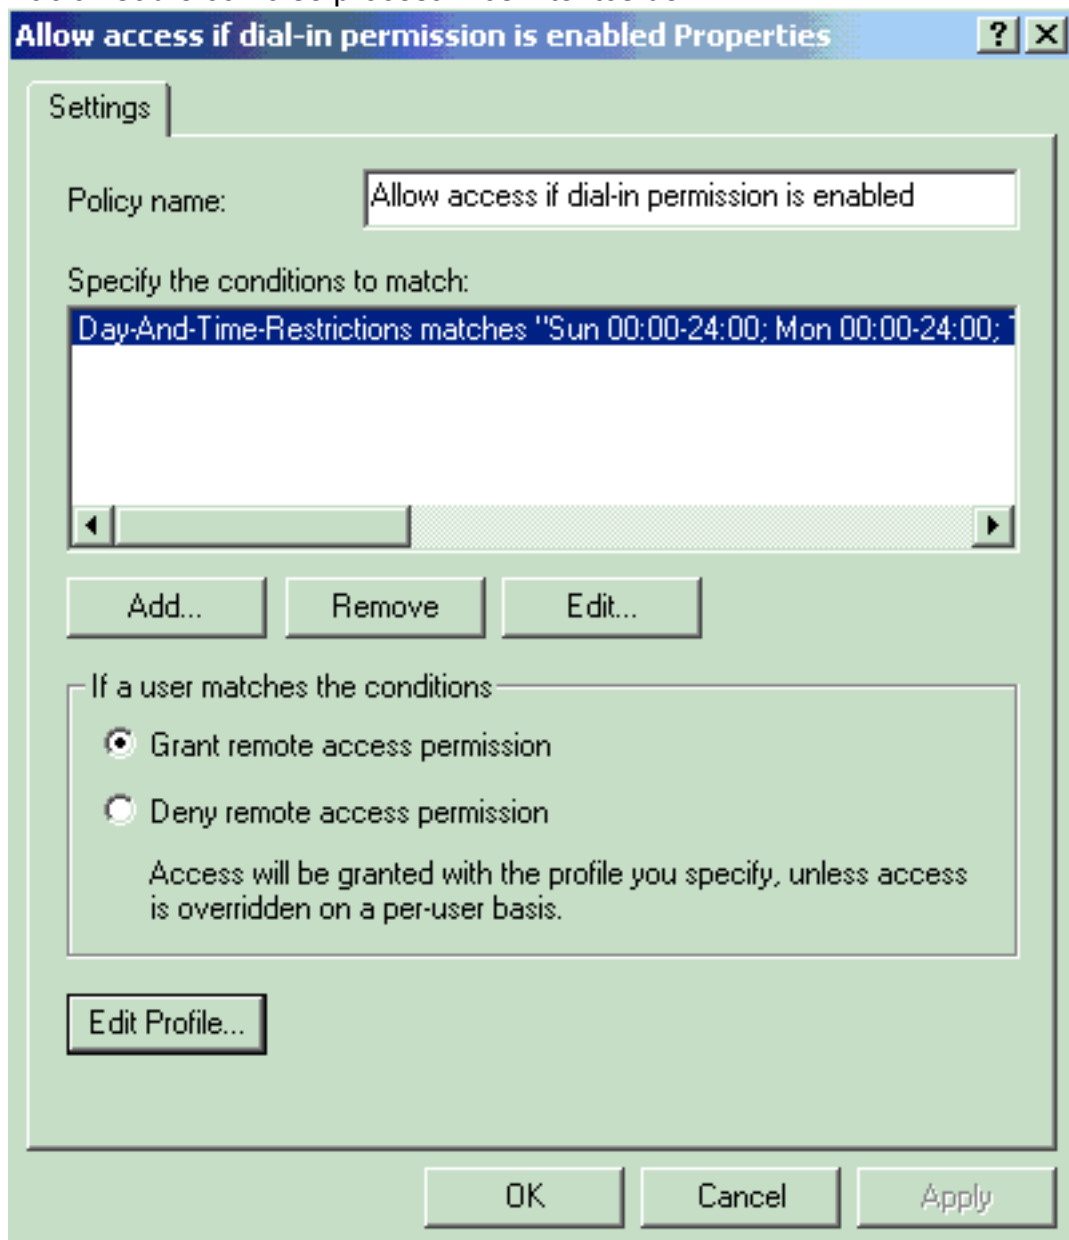 Allow access if dial-in permission is enabled Properties
Settings
Policy name:
Allow access if dial-in permission is enabled
Specify the conditions to match:
Day-And-Time-Restrictions matches "Sun 00:00-24:00; Mon 00:00-24:00;
Add...
Remove
Edit...
If a user matches the conditions
Grant remote access permission
Deny remote access permission
Access will be granted with the profile you specify, unless access
is overridden on a per-user basis.
Edit Profile...
OK
Cancel
Apply